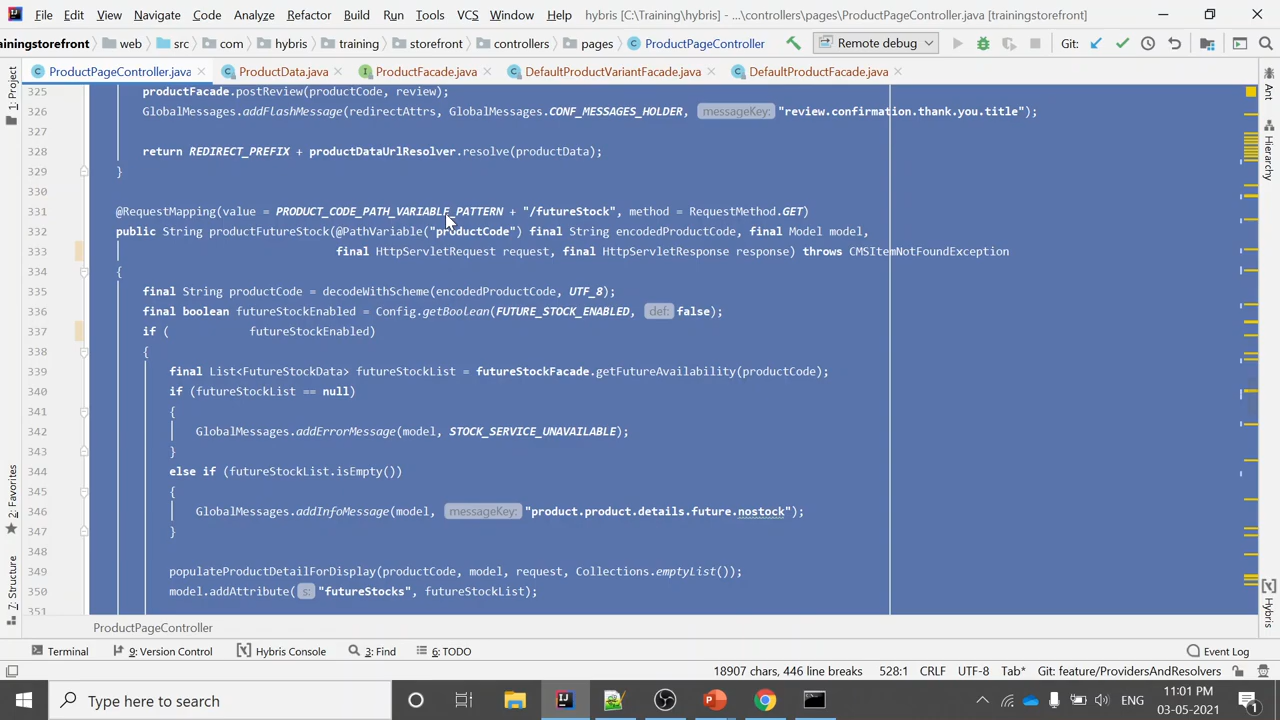 File Edit View Navigate Code Analyze Refactor Build Run Tools VCS Window Help hybris [C:\Training\hybris] - ...\controllers\pages\ProductPageController.java [trainingstorefront]
ainingstorefront web src com hybris training storefront controllers pages ProductPageController Remote debug Git:
ProductPageController.java ProductData.java ProductFacade.java DefaultProductVariantFacade.java DefaultProductFacade.java
1: Project
2: Favorites
7: Structure
325 productFacade.postReview(productCode, review);
326 GlobalMessages.addFlashMessage(redirectAttrs, GlobalMessages.CONF_MESSAGES_HOLDER, messageKey: "review.confirmation.thank.you.title");
327
328 return REDIRECT_PREFIX + productDataUrlResolver.resolve(productData);
329 }
330
331 @RequestMapping(value = PRODUCT_CODE_PATH_VARIABLE_PATTERN + "/futureStock", method = RequestMethod.GET)
332 public String productFutureStock(@PathVariable("productCode") final String encodedProductCode, final Model model,
333 final HttpServletRequest request, final HttpServletResponse response) throws CMSItemNotFoundException
334 {
335 final String productCode = decodeWithScheme(encodedProductCode, UTF_8);
336 final boolean futureStockEnabled = Config.getBoolean(FUTURE_STOCK_ENABLED, def: false);
337 if ( futureStockEnabled)
338 {
339 final List<FutureStockData> futureStockList = futureStockFacade.getFutureAvailability(productCode);
340 if (futureStockList == null)
341 {
342 GlobalMessages.addErrorMessage(model, STOCK_SERVICE_UNAVAILABLE);
343 }
344 else if (futureStockList.isEmpty())
345 {
346 GlobalMessages.addInfoMessage(model, messageKey: "product.product.details.future.nostock");
347 }
348
349 populateProductDetailForDisplay(productCode, model, request, Collections.emptyList());
350 model.addAttribute( s: "futureStocks", futureStockList);
351
Ant
Hierarchy
Hybris
ProductPageController
Terminal 9: Version Control Hybris Console 3: Find 6: TODO Event Log
18907 chars, 446 line breaks 528:1 CRLF UTF-8 Tab* Git: feature/ProvidersAndResolvers
Type here to search
ENG
11:01 PM
03-05-2021
1